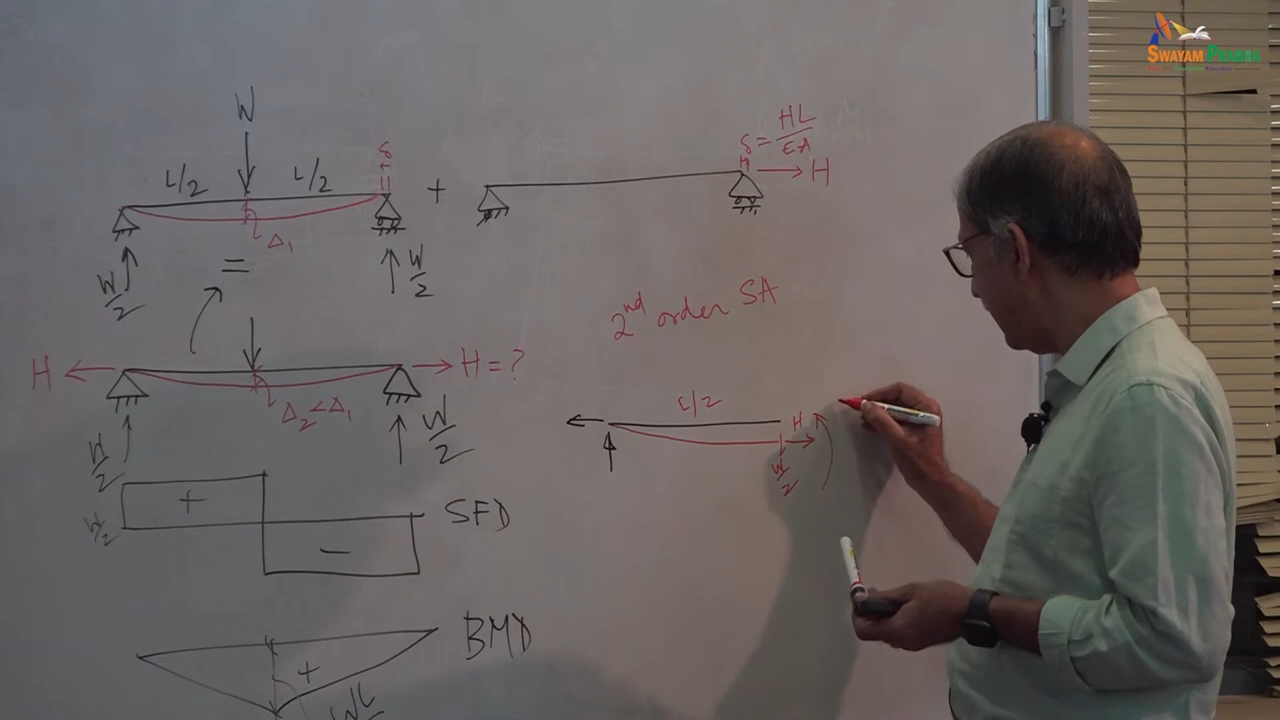 SWAYAM PRABHA
W
L/2
L/2
δ
+
δ = HL/EA
H
Δ₁
W/2
W/2
=
2nd order SA
H
H = ?
Δ₂ < Δ₁
W/2
W/2
L/2
H
W/2
+
W/2
SFD
−
BMD
+